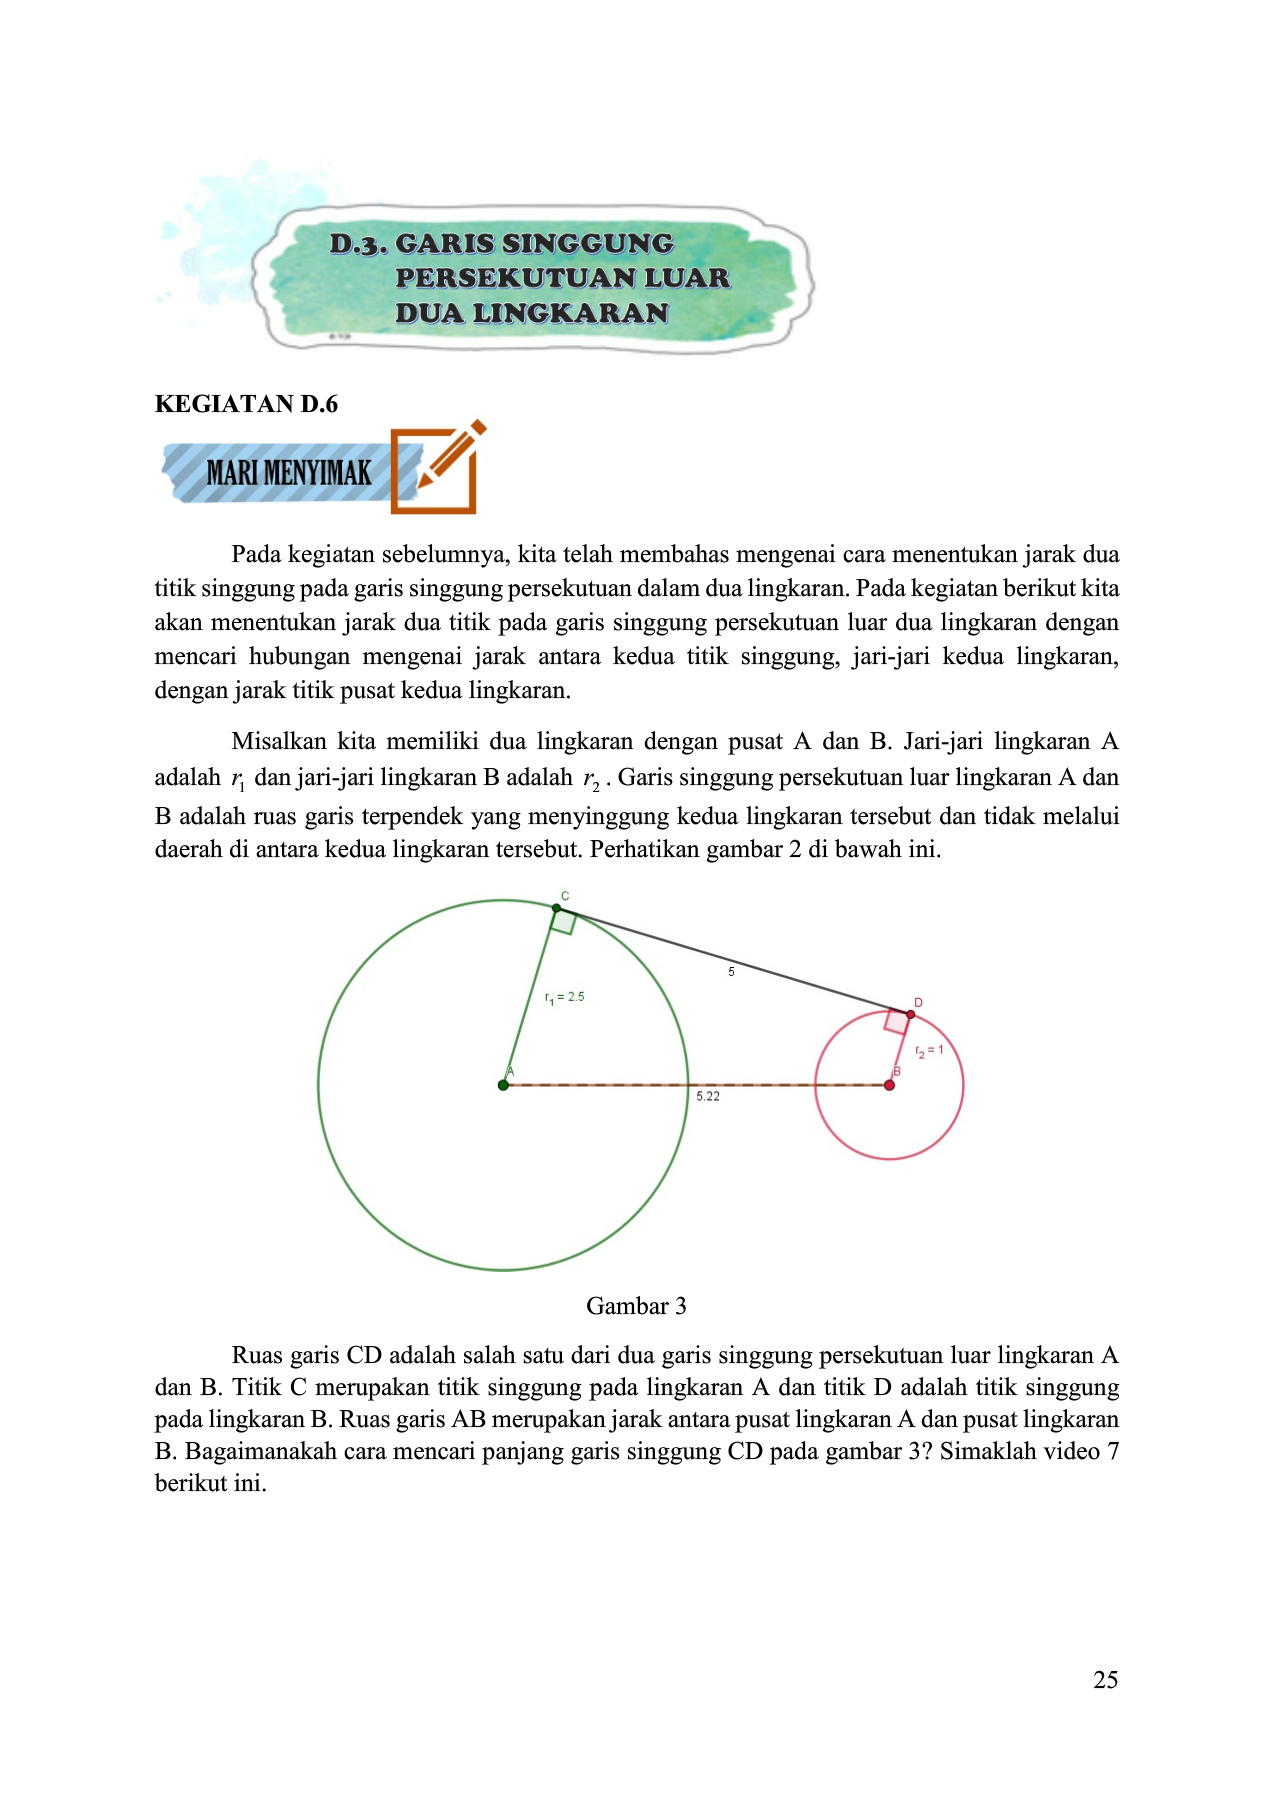 D.3. GARIS SINGGUNG
PERSEKUTUAN LUAR
DUA LINGKARAN
KEGIATAN D.6
MARI MENYIMAK
Pada kegiatan sebelumnya, kita telah membahas mengenai cara menentukan jarak dua
titik singgung pada garis singgung persekutuan dalam dua lingkaran. Pada kegiatan berikut kita
akan menentukan jarak dua titik pada garis singgung persekutuan luar dua lingkaran dengan
mencari hubungan mengenai jarak antara kedua titik singgung, jari-jari kedua lingkaran,
dengan jarak titik pusat kedua lingkaran.
Misalkan kita memiliki dua lingkaran dengan pusat A dan B. Jari-jari lingkaran A
adalah r₁ dan jari-jari lingkaran B adalah r₂ . Garis singgung persekutuan luar lingkaran A dan
B adalah ruas garis terpendek yang menyinggung kedua lingkaran tersebut dan tidak melalui
daerah di antara kedua lingkaran tersebut. Perhatikan gambar 2 di bawah ini.
C
5
r₁ = 2.5
D
r₂ = 1
A
B
5.22
Gambar 3
Ruas garis CD adalah salah satu dari dua garis singgung persekutuan luar lingkaran A
dan B. Titik C merupakan titik singgung pada lingkaran A dan titik D adalah titik singgung
pada lingkaran B. Ruas garis AB merupakan jarak antara pusat lingkaran A dan pusat lingkaran
B. Bagaimanakah cara mencari panjang garis singgung CD pada gambar 3? Simaklah video 7
berikut ini.
25